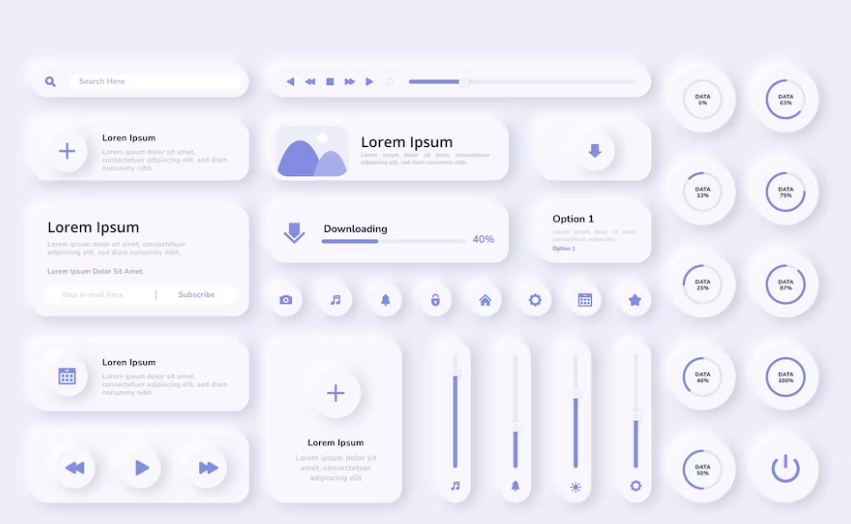 Search Here
Loren Ipsum
Lorem ipsum dolor sit amet,
consectetuer adipiscing elit, sed diam
nonummy nibh.
Lorem Ipsum
Lorem ipsum dolor sit amet, consectetuer
adipiscing elit, sed diam nonummy nibh.
Lorem Ipsum
Lorem ipsum dolor sit amet, consectetuer
adipiscing elit, sed diam nonummy nibh.
Lorem Ipsum Dolor Sit Amet.
Your e-mail here
Subscribe
Downloading
40%
Option 1
Lorem ipsum dolor sit amet,
consectetuer adipiscing.
Option 1
Loren Ipsum
Lorem ipsum dolor sit amet,
consectetuer adipiscing elit, sed diam
nonummy nibh.
Lorem Ipsum
Lorem ipsum dolor sit
amet, consectetuer
adipiscing elit
DATA
0%
DATA
63%
DATA
13%
DATA
75%
DATA
25%
DATA
87%
DATA
40%
DATA
100%
DATA
50%